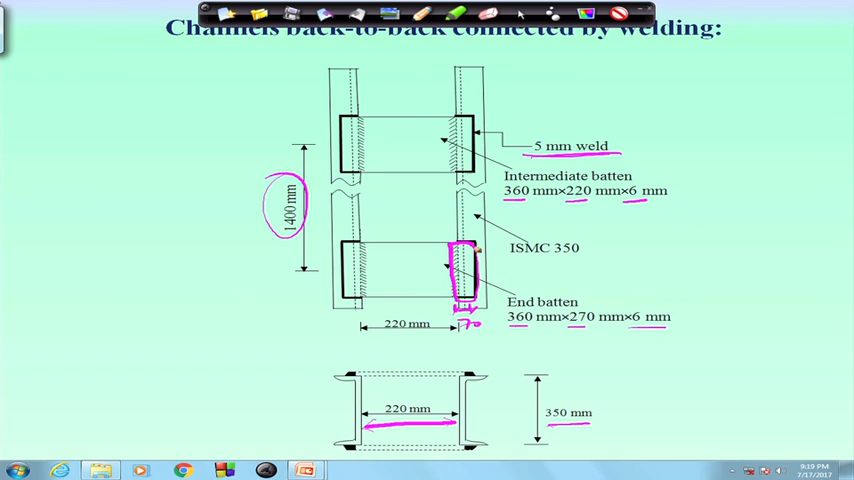 Channels back-to-back connected by welding:
5 mm weld
Intermediate batten
360 mm×220 mm×6 mm
1400 mm
ISMC 350
End batten
360 mm×270 mm×6 mm
220 mm
70
220 mm
350 mm
9:19 PM
7/17/2017